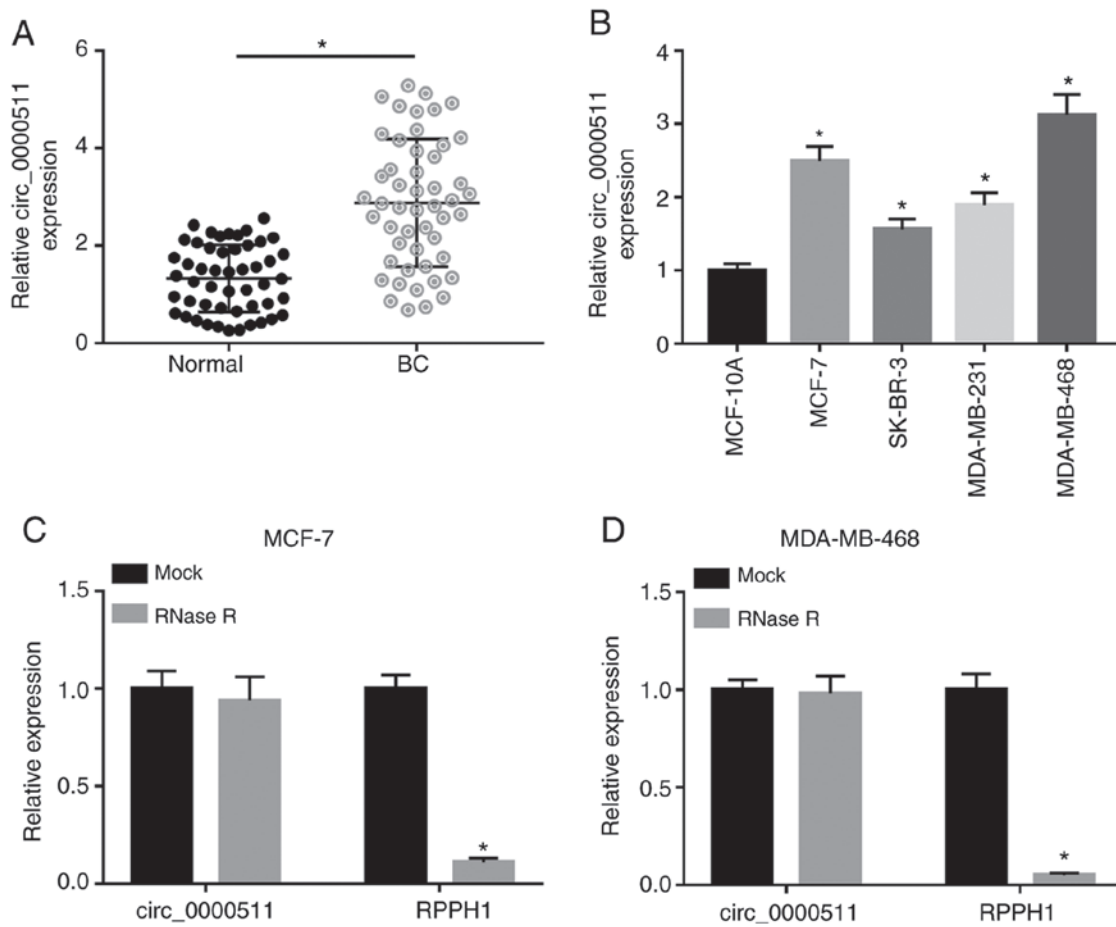 A
Relative circ_0000511
expression
6
4
2
0
*
Normal
BC
B
Relative circ_0000511
expression
4
3
2
1
0
*
*
*
*
MCF-10A
MCF-7
SK-BR-3
MDA-MB-231
MDA-MB-468
C
MCF-7
Mock
RNase R
Relative expression
1.5
1.0
0.5
0.0
*
circ_0000511
RPPH1
D
MDA-MB-468
Mock
RNase R
Relative expression
1.5
1.0
0.5
0.0
*
circ_0000511
RPPH1